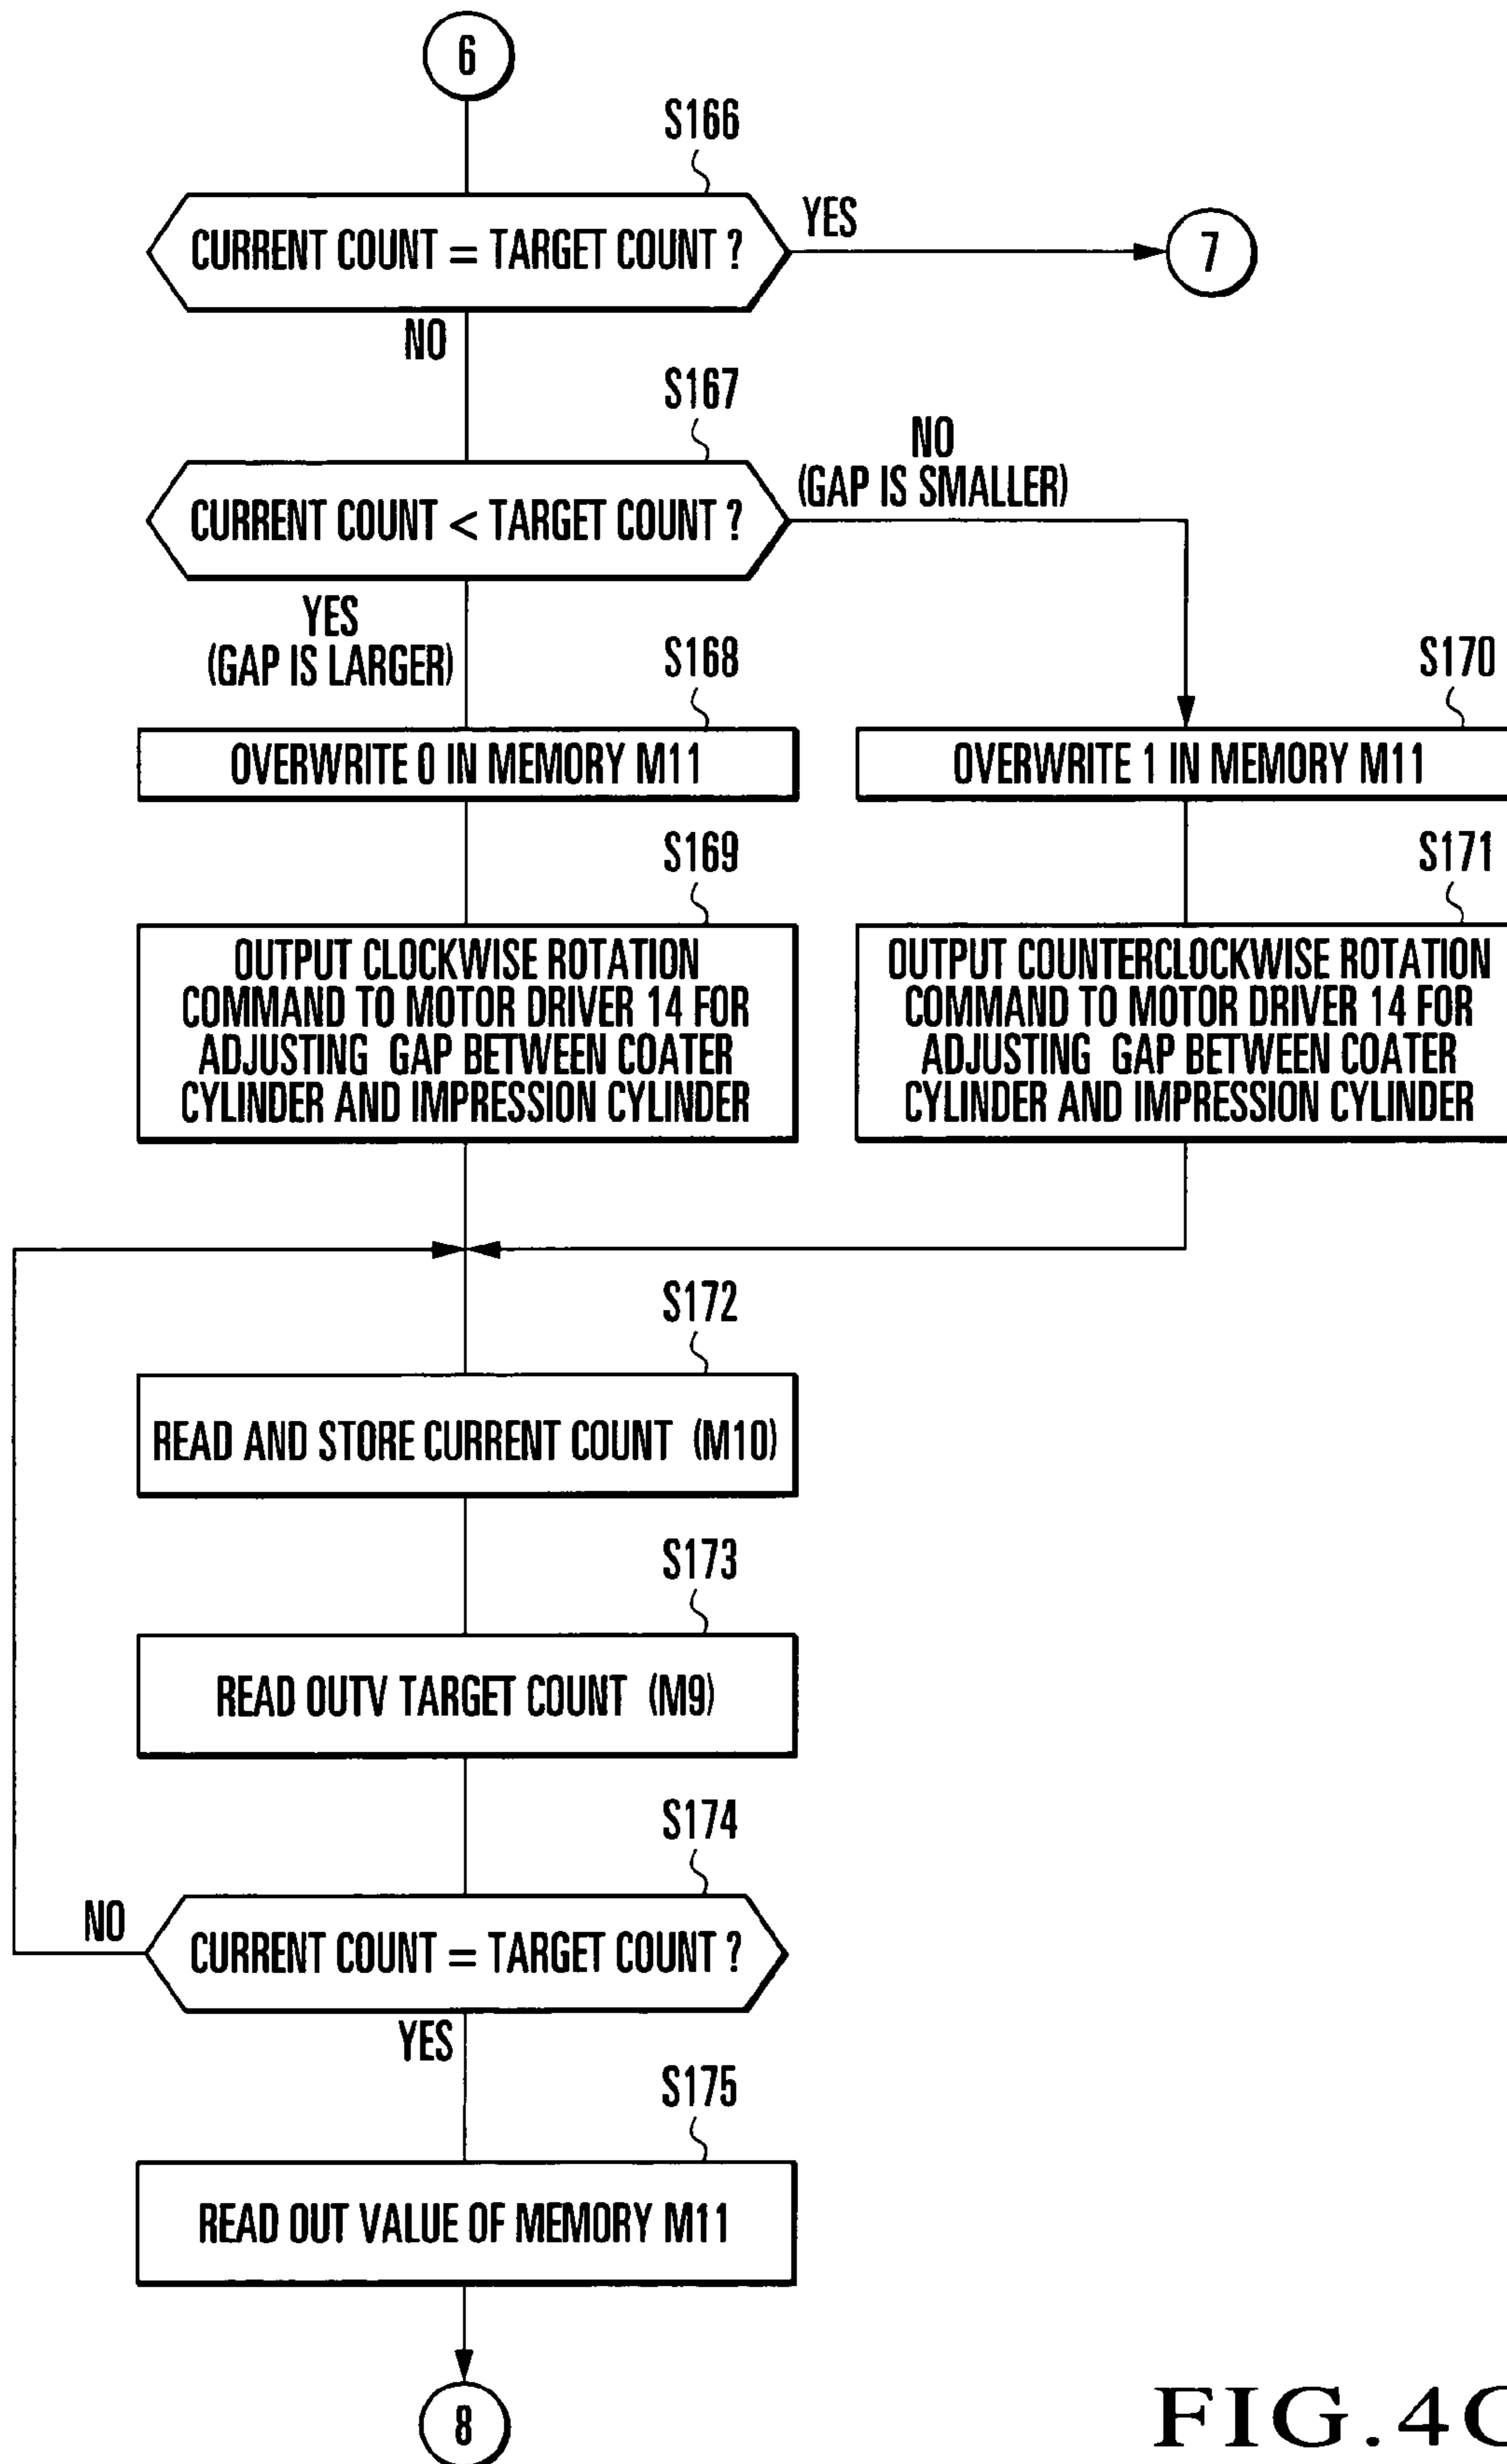 6
S166
CURRENT COUNT = TARGET COUNT ?
YES
7
NO
S167
CURRENT COUNT < TARGET COUNT ?
NO
(GAP IS SMALLER)
YES
(GAP IS LARGER)
S168
OVERWRITE 0 IN MEMORY M11
S170
OVERWRITE 1 IN MEMORY M11
S169
OUTPUT CLOCKWISE ROTATION
COMMAND TO MOTOR DRIVER 14 FOR
ADJUSTING GAP BETWEEN COATER
CYLINDER AND IMPRESSION CYLINDER
S171
OUTPUT COUNTERCLOCKWISE ROTATION
COMMAND TO MOTOR DRIVER 14 FOR
ADJUSTING GAP BETWEEN COATER
CYLINDER AND IMPRESSION CYLINDER
S172
READ AND STORE CURRENT COUNT (M10)
S173
READ OUTV TARGET COUNT (M9)
S174
CURRENT COUNT = TARGET COUNT ?
NO
YES
S175
READ OUT VALUE OF MEMORY M11
8
FIG.4